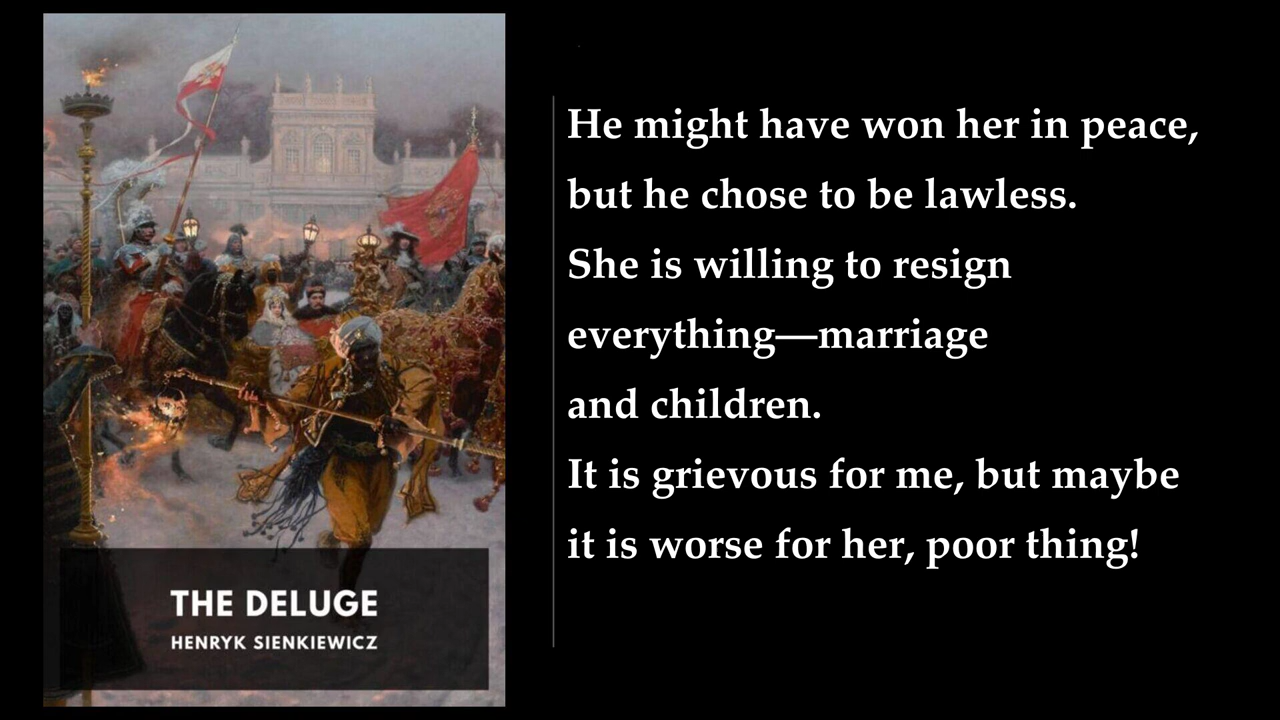 THE DELUGE
HENRYK SIENKIEWICZ
He might have won her in peace,
but he chose to be lawless.
She is willing to resign
everything—marriage
and children.
It is grievous for me, but maybe
it is worse for her, poor thing!